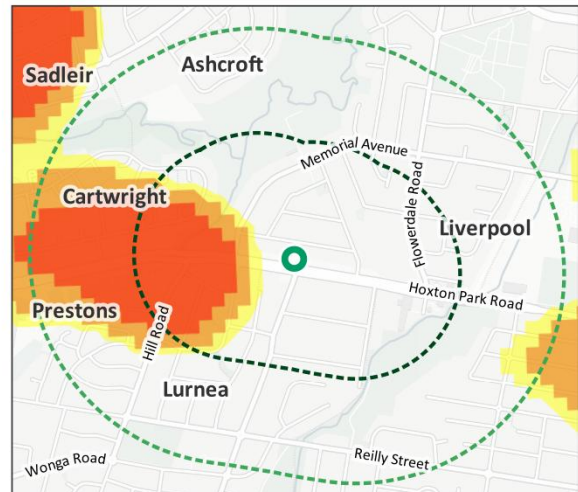 Ashcroft
Sadleir
Memorial Avenue
Cartwright
Flowerdale Road
Liverpool
Hoxton Park Road
Prestons
Hill Road
Lurnea
Reilly Street
Wonga Road